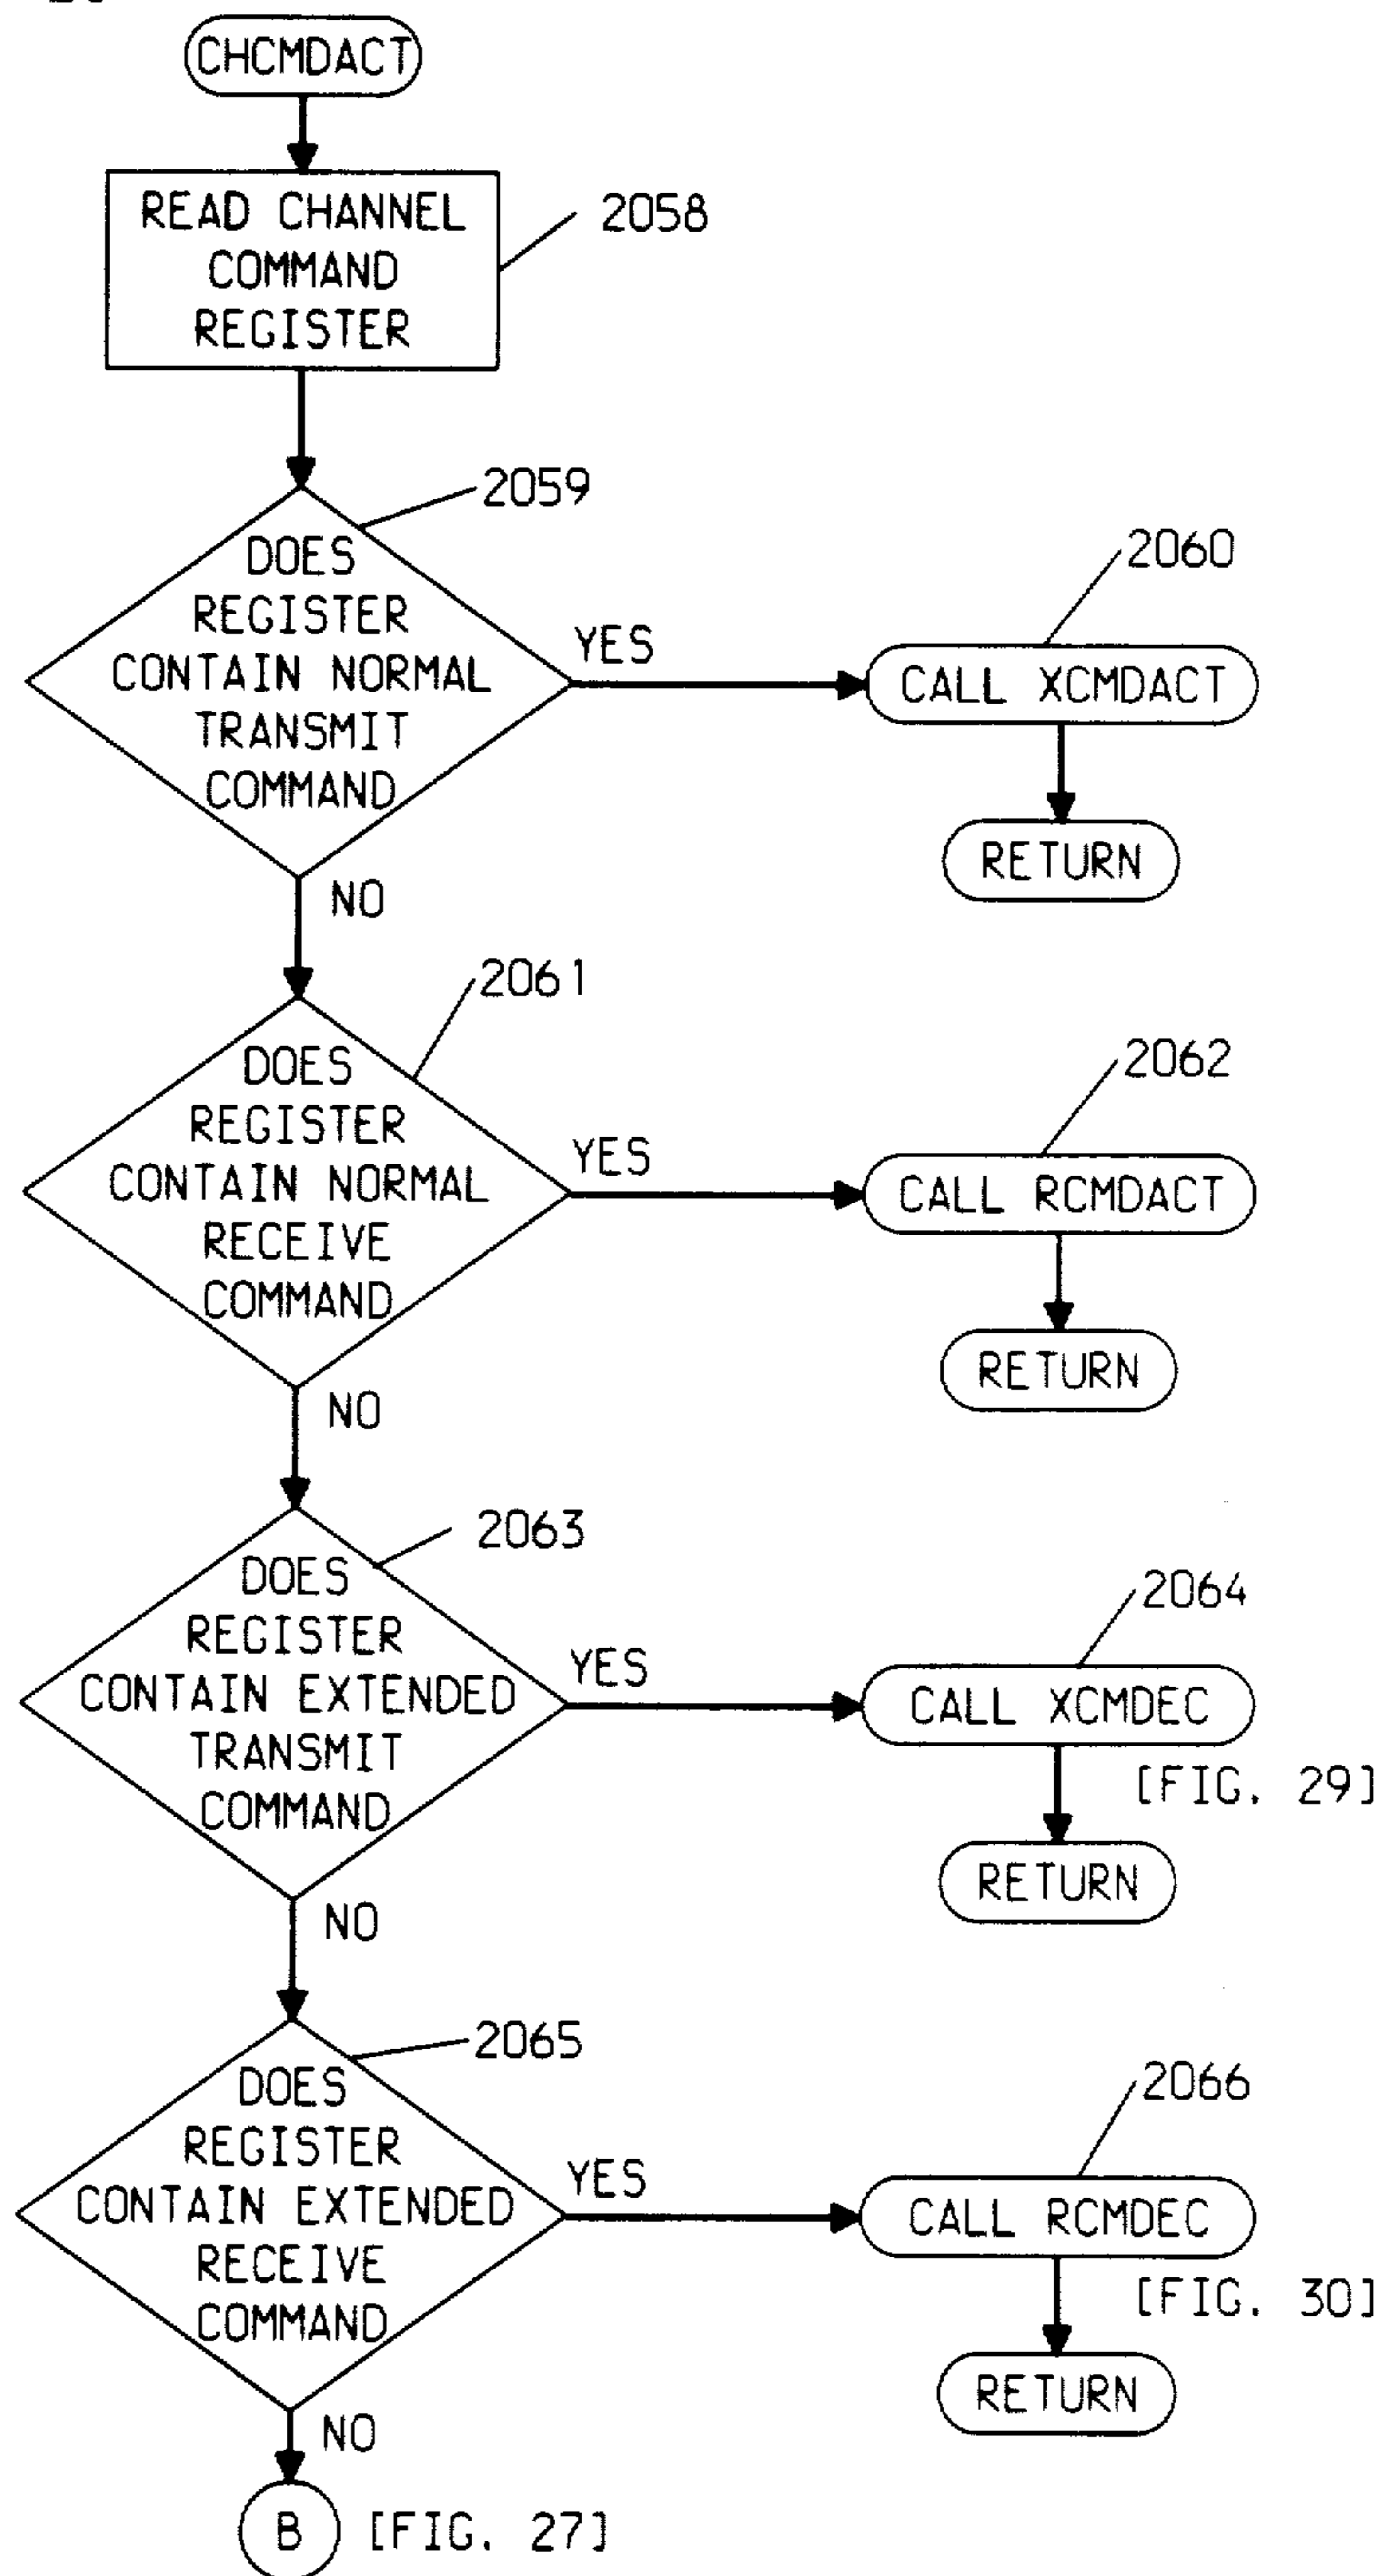 CHCMDACT
READ CHANNEL
COMMAND
REGISTER
2058
2059
DOES
REGISTER
CONTAIN NORMAL
TRANSMIT
COMMAND
YES
2060
CALL XCMDACT
RETURN
NO
2061
DOES
REGISTER
CONTAIN NORMAL
RECEIVE
COMMAND
YES
2062
CALL RCMDACT
RETURN
NO
2063
DOES
REGISTER
CONTAIN EXTENDED
TRANSMIT
COMMAND
YES
2064
CALL XCMDEC
[FIG. 29]
RETURN
NO
2065
DOES
REGISTER
CONTAIN EXTENDED
RECEIVE
COMMAND
YES
2066
CALL RCMDEC
[FIG. 30]
RETURN
NO
B [FIG. 27]